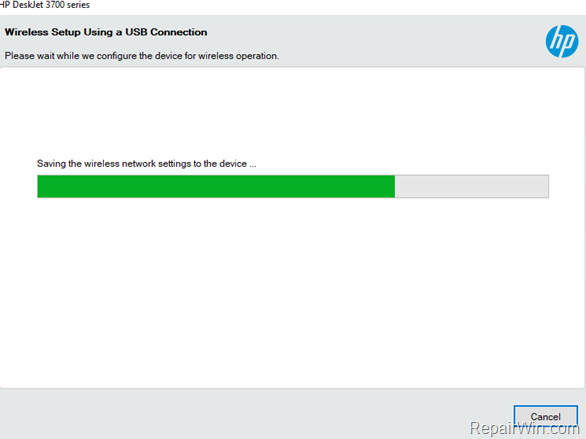 HP DeskJet 3700 series
Wireless Setup Using a USB Connection
Please wait while we configure the device for wireless operation.
hp
Saving the wireless network settings to the device ...
Cancel
RepairWin.com